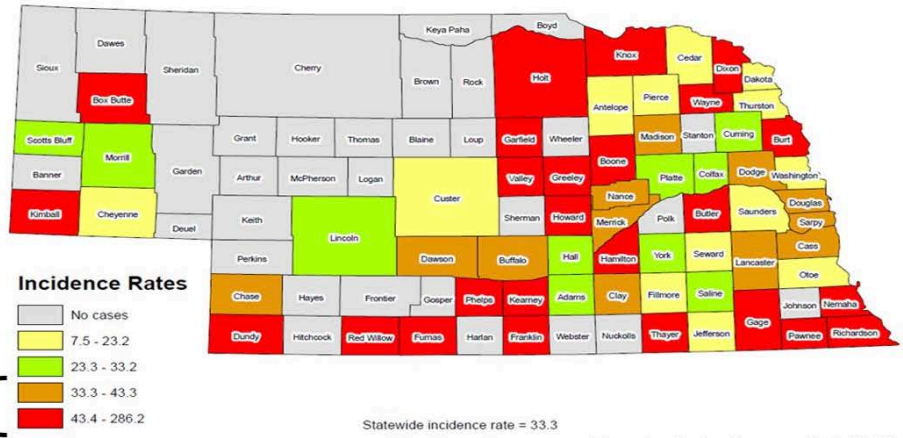 Boyd
Keya Paha
Dawes
Knox
Cedar
Sioux
Sheridan
Cherry
Brown
Rock
Holt
Dixon
Dakota
Box Butte
Antelope
Pierce
Wayne
Thurston
Scotts Bluff
Morrill
Grant
Hooker
Thomas
Blaine
Loup
Garfield
Wheeler
Madison
Stanton
Cuming
Burt
Banner
Garden
Arthur
McPherson
Logan
Custer
Valley
Greeley
Boone
Platte
Colfax
Dodge
Washington
Kimball
Cheyenne
Deuel
Keith
Lincoln
Sherman
Howard
Nance
Merrick
Polk
Butler
Saunders
Douglas
Sarpy
Perkins
Dawson
Buffalo
Hall
Hamilton
York
Seward
Lancaster
Cass
Otoe
Chase
Hayes
Frontier
Gosper
Phelps
Kearney
Adams
Clay
Fillmore
Saline
Gage
Johnson
Nemaha
Dundy
Hitchcock
Red Willow
Furnas
Harlan
Franklin
Webster
Nuckolls
Thayer
Jefferson
Pawnee
Richardson
Incidence Rates
No cases
7.5 - 23.2
23.3 - 33.2
33.3 - 43.3
43.4 - 286.2
Statewide incidence rate = 33.3